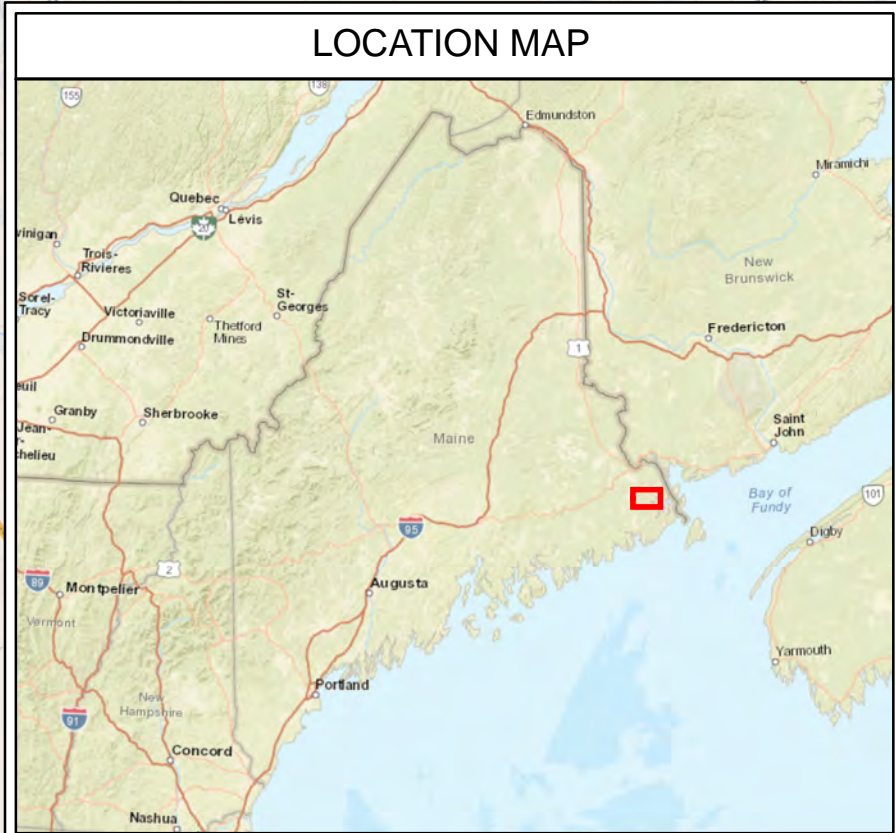 LOCATION MAP
155
138
Edmundston
Miramichi
Quebec
Lévis
20
winigan
Trois-
Rivieres
New
Brunswick
Sorel-
Tracy
Victoriaville
St-
Georges
Thetford
Mines
Drummondville
Fredericton
1
euil
Granby
Sherbrooke
Jean-
r-
chelieu
Maine
Saint
John
Bay of
Fundy
101
95
Digby
2
89
Montpelier
Augusta
Vermont
Yarmouth
Portland
New
Hampshire
91
Concord
Nashua